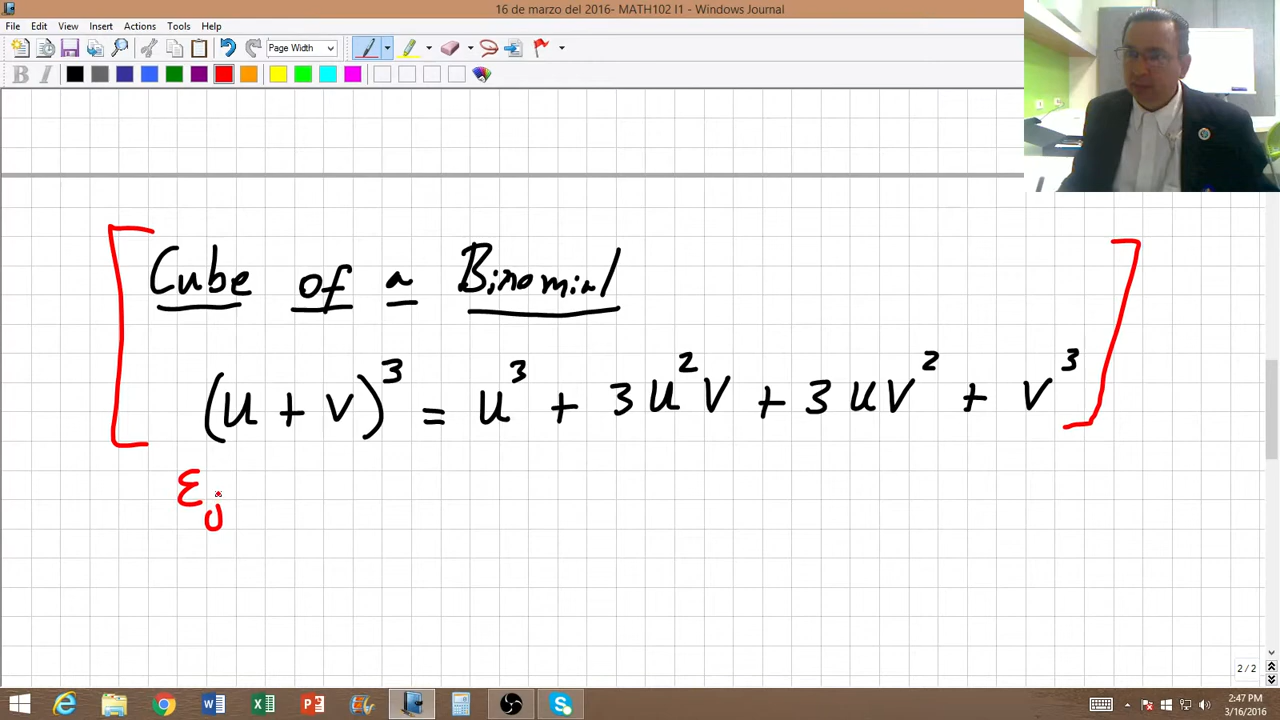 16 de marzo del 2016- MATH102 I1 - Windows Journal
File Edit View Insert Actions Tools Help
Page Width
B I
Cube of a Binomial
(u + v)³ = u³ + 3u²v + 3uv² + v³
Ej
2 / 2
2:47 PM
3/16/2016